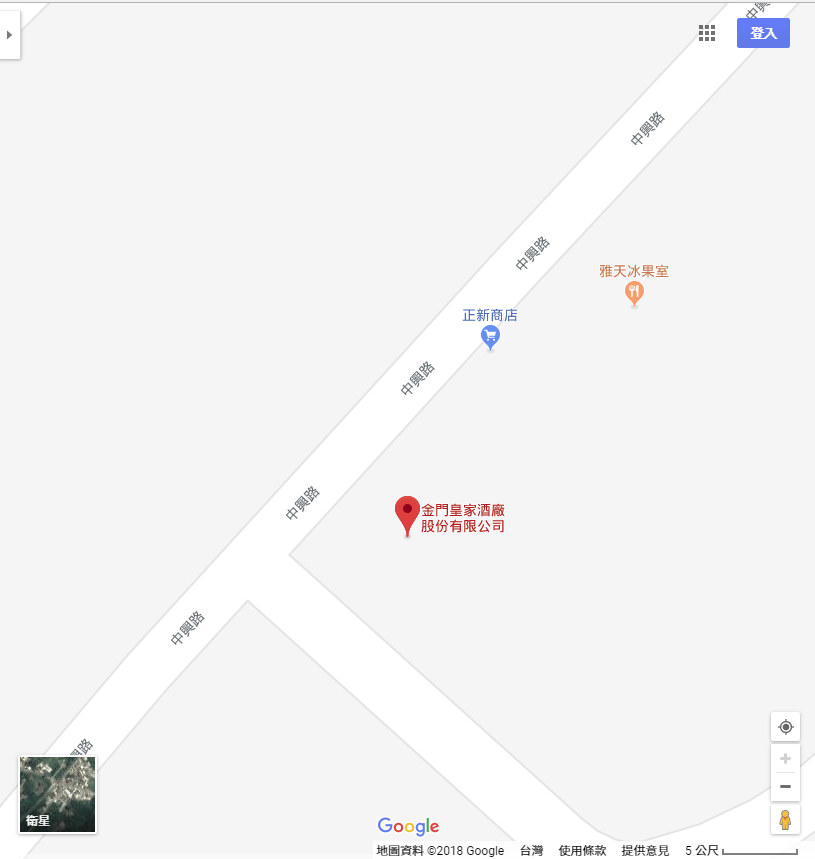 中興路
登入
中興路
中興路
雅天冰果室
正新商店
中興路
中興路
金門皇家酒廠
股份有限公司
中興路
中興路
衛星
Google
地圖資料 ©2018 Google 台灣 使用條款 提供意見 5 公尺